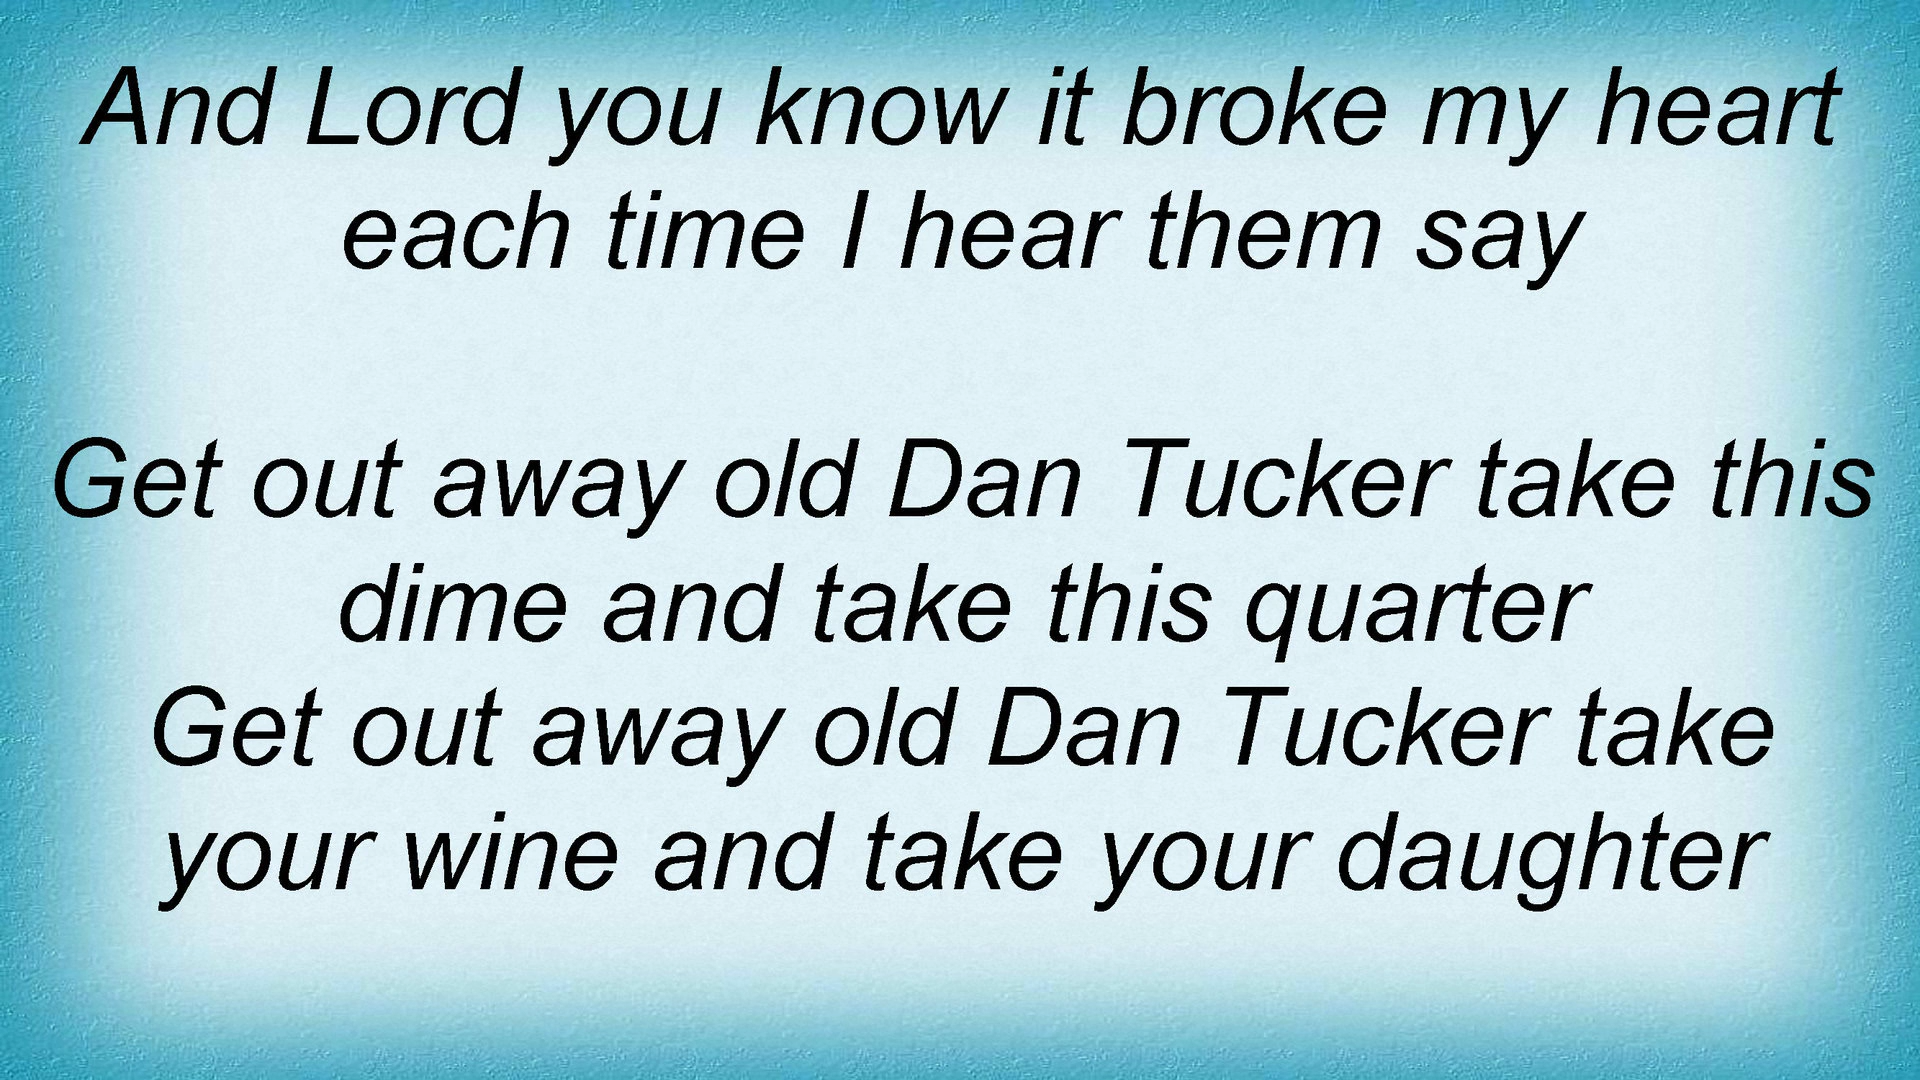 And Lord you know it broke my heart
each time I hear them say
Get out away old Dan Tucker take this
dime and take this quarter
Get out away old Dan Tucker take
your wine and take your daughter